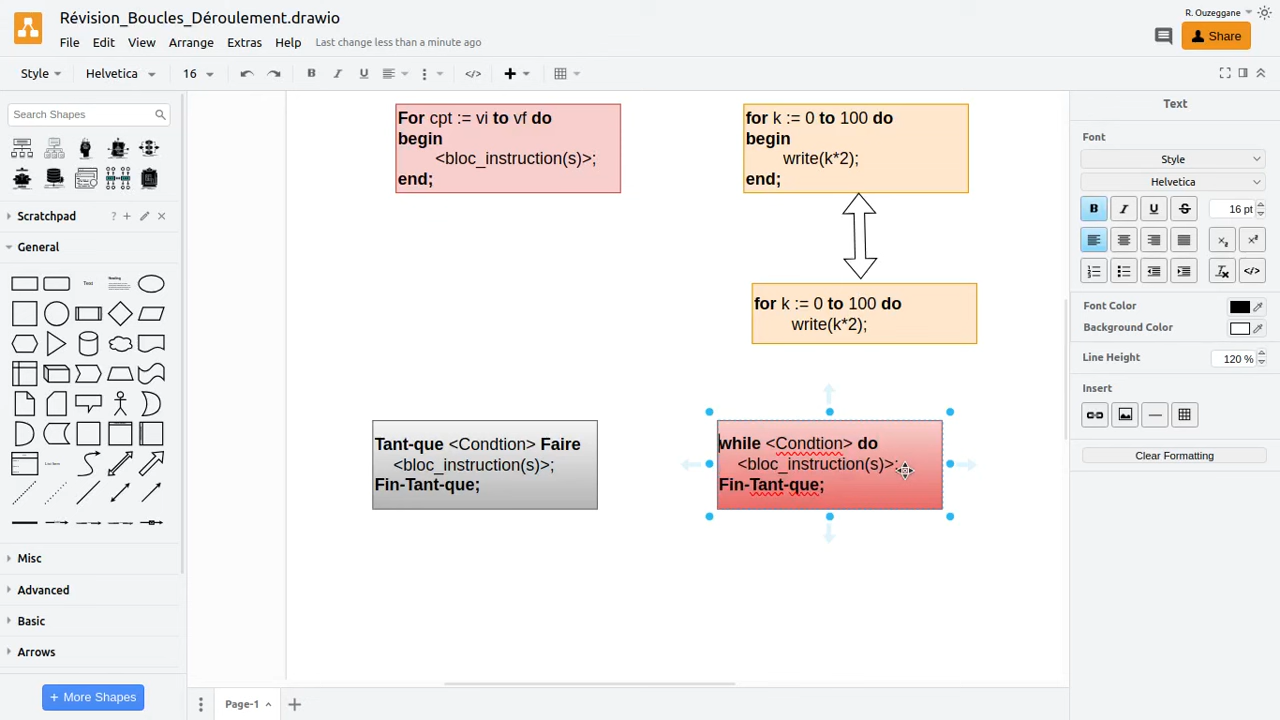 Révision_Boucles_Déroulement.drawio
R. Ouzeggane
File Edit View Arrange Extras Help Last change less than a minute ago
Share
Style Helvetica 16 B I U </> +
Search Shapes
Scratchpad ? +
General
Text
Heading
List Item
Misc
Advanced
Basic
Arrows
+ More Shapes
For cpt := vi to vf do
begin
<bloc_instruction(s)>;
end;
for k := 0 to 100 do
begin
write(k*2);
end;
for k := 0 to 100 do
write(k*2);
Tant-que <Condtion> Faire
<bloc_instruction(s)>;
Fin-Tant-que;
while <Condtion> do
<bloc_instruction(s)>;
Fin-Tant-que;
Page-1
Text
Font
Style
Helvetica
B I U S 16 pt
Font Color
Background Color
Line Height 120 %
Insert
Clear Formatting